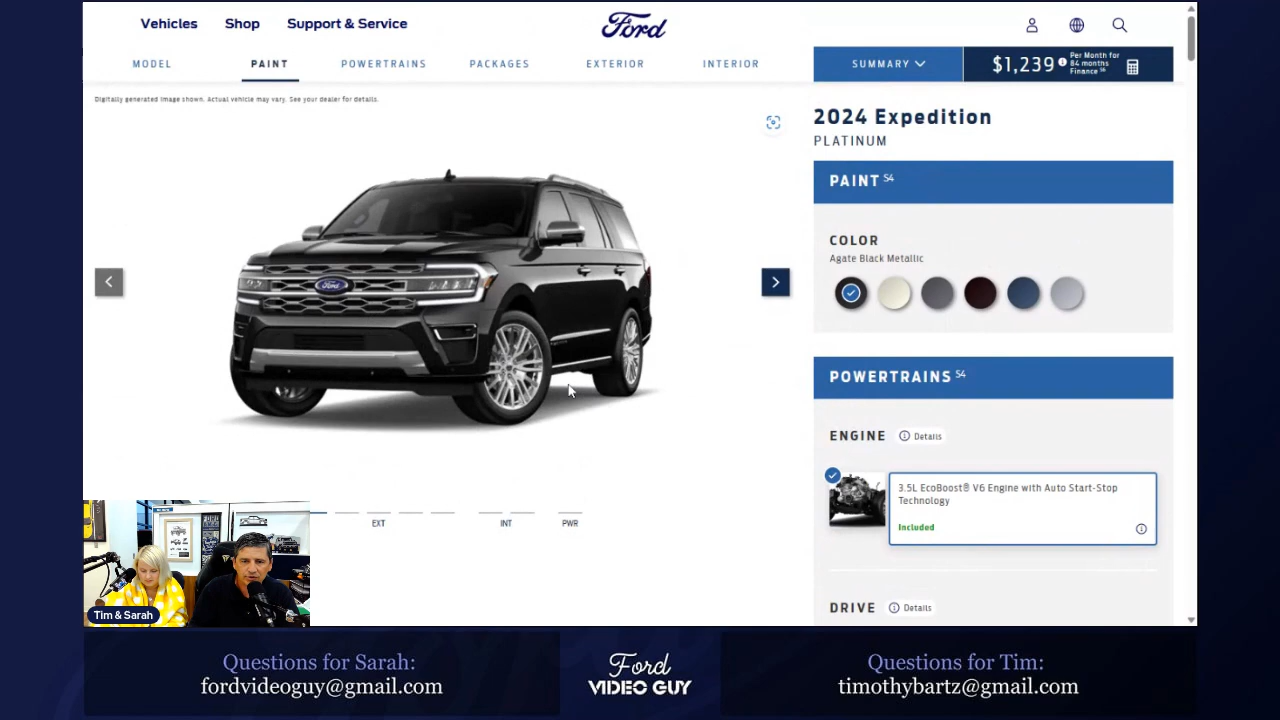 Vehicles Shop Support & Service Ford
MODEL PAINT POWERTRAINS PACKAGES EXTERIOR INTERIOR SUMMARY $1,239 Per Month for 84 months Finance 56
Digitally generated image shown. Actual vehicle may vary. See your dealer for details.
2024 Expedition
PLATINUM
PAINT 54
COLOR
Agate Black Metallic
Ford
POWERTRAINS 54
ENGINE Details
3.5L EcoBoost® V6 Engine with Auto Start-Stop
Technology
Included
EXT INT PWR
DRIVE Details
Tim & Sarah
Questions for Sarah:
fordvideoguy@gmail.com
Ford
VIDEO GUY
Questions for Tim:
timothybartz@gmail.com